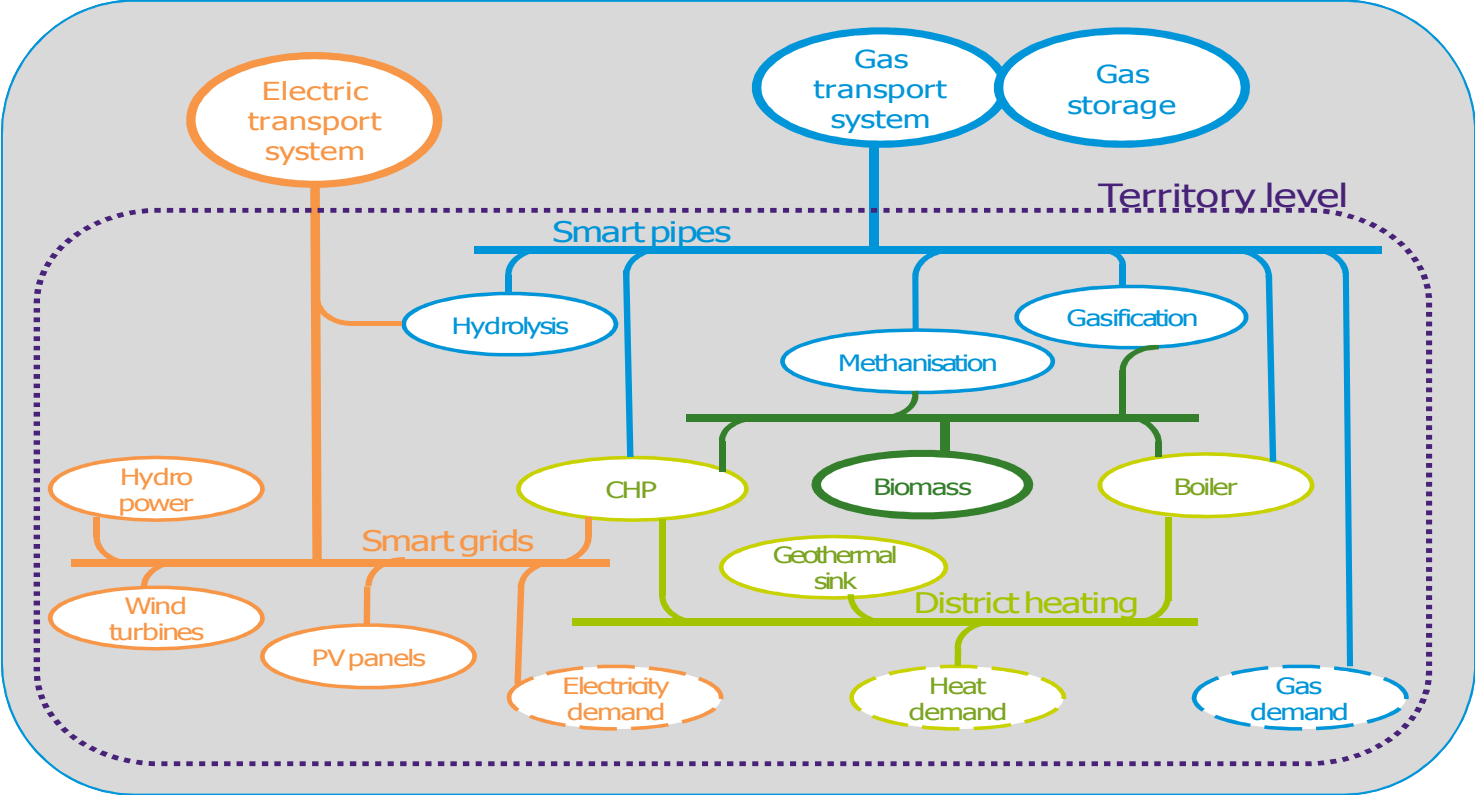 Electric
transport
system
Gas
transport
system
Gas
storage
Territory level
Smart pipes
Hydrolysis
Gasification
Methanisation
Hydro
power
CHP
Biomass
Boiler
Smart grids
Geothermal
sink
Wind
turbines
District heating
PV panels
Electricity
demand
Heat
demand
Gas
demand